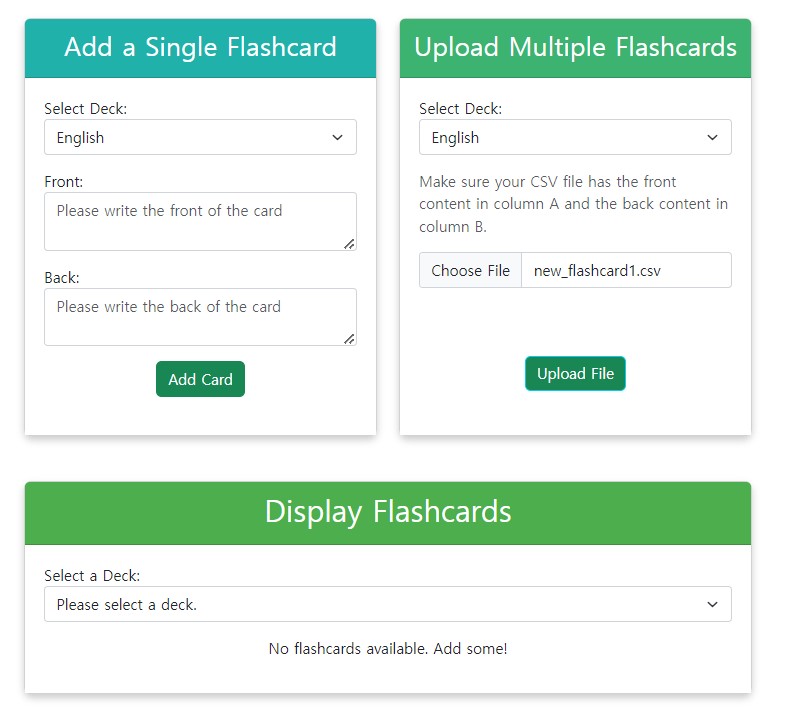 Add a Single Flashcard
Select Deck:
English
Front:
Please write the front of the card
Back:
Please write the back of the card
Add Card
Upload Multiple Flashcards
Select Deck:
English
Make sure your CSV file has the front
content in column A and the back content in
column B.
Choose File new_flashcard1.csv
Upload File
Display Flashcards
Select a Deck:
Please select a deck.
No flashcards available. Add some!